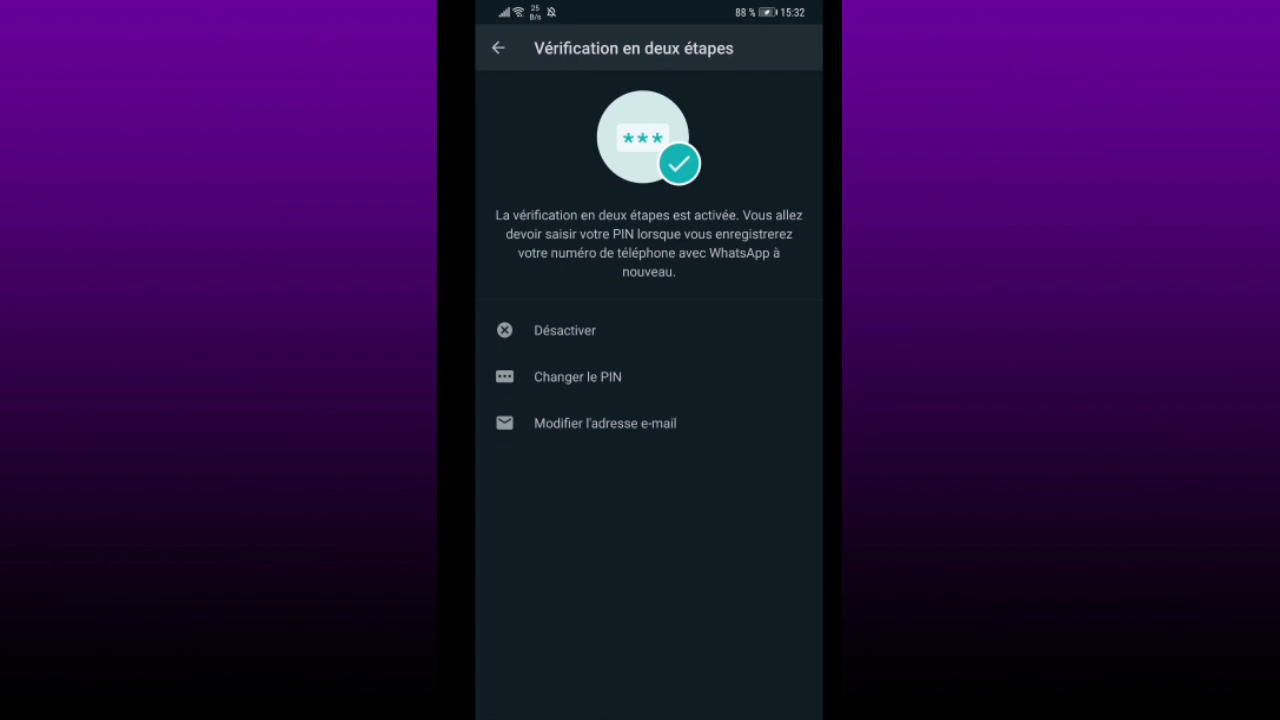 25
B/s
88 %
15:32
Vérification en deux étapes
***
La vérification en deux étapes est activée. Vous allez
devoir saisir votre PIN lorsque vous enregistrerez
votre numéro de téléphone avec WhatsApp à
nouveau.
Désactiver
Changer le PIN
Modifier l'adresse e-mail